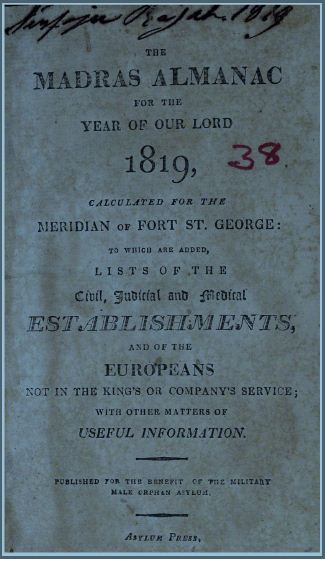 Rajah. 1819
THE
MADRAS ALMANAC
FOR THE
YEAR OF OUR LORD
1819,
38
CALCULATED FOR THE
MERIDIAN OF FORT ST. GEORGE:
TO WHICH ARE ADDED,
LISTS OF THE
Civil, Judicial and Medical
ESTABLISHMENTS,
AND OF THE
EUROPEANS
NOT IN THE KING'S OR COMPANY'S SERVICE;
WITH OTHER MATTERS OF
USEFUL INFORMATION.
PUBLISHED FOR THE BENEFIT OF THE MILITARY
MALE ORPHAN ASYLUM.
ASYLUM PRESS,